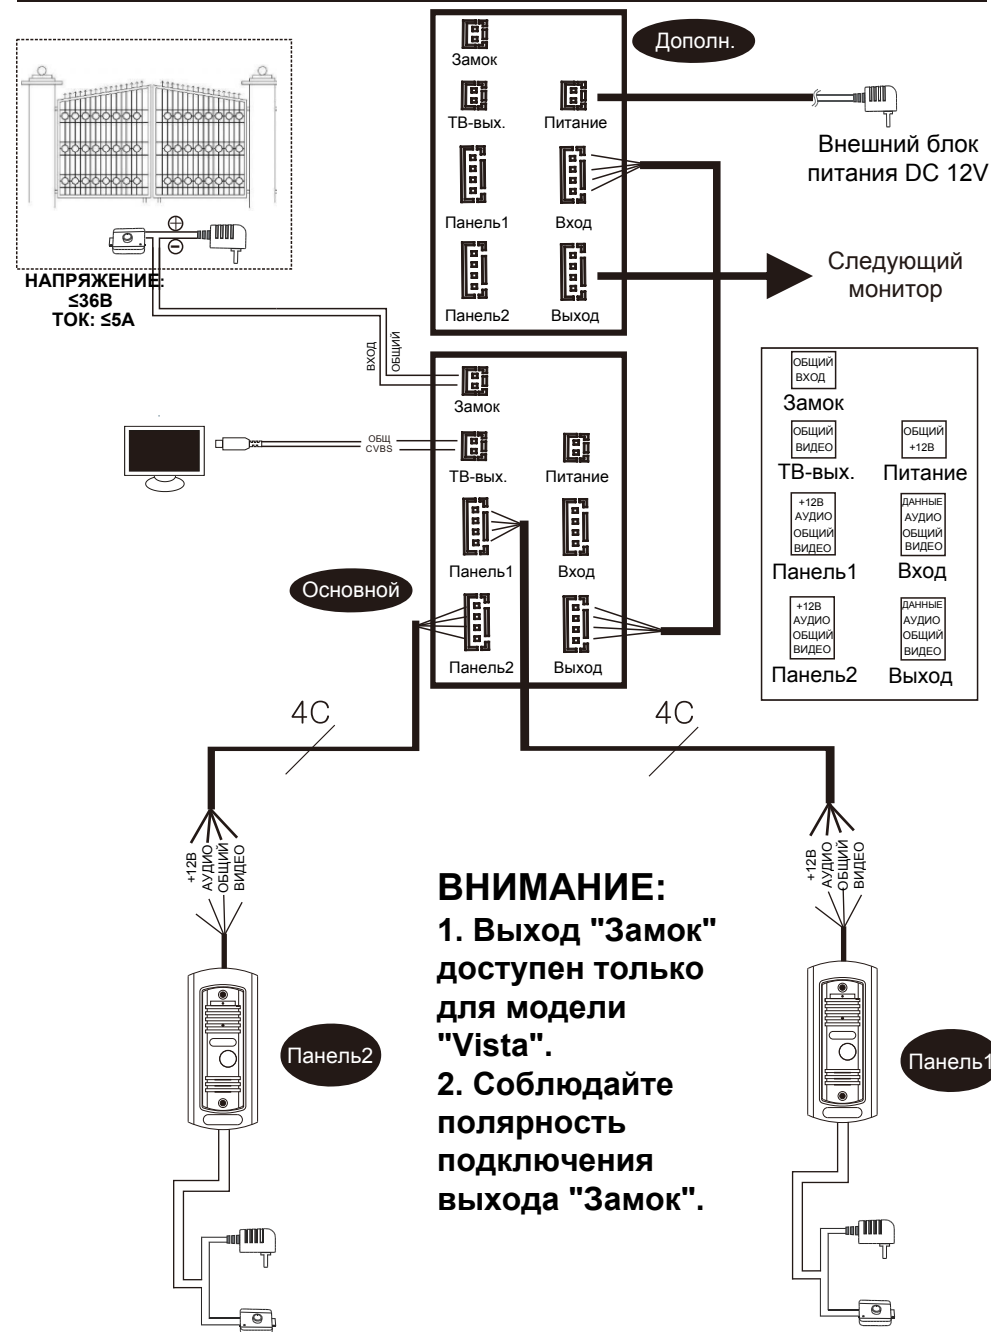 Замок
Дополн.
ТВ-вых.
Питание
Внешний блок
питания DC 12V
Панель1
Вход
Панель2
Выход
Следующий
монитор
НАПРЯЖЕНИЕ:
≤36В
ТОК: ≤5А
ВХОД
ОБЩИЙ
Замок
ОБЩ
CVBS
ТВ-вых.
Питание
Панель1
Вход
Основной
Панель2
Выход
ОБЩИЙ
ВХОД
Замок
ОБЩИЙ
ВИДЕО
ТВ-вых.
ОБЩИЙ
+12В
Питание
+12В
АУДИО
ОБЩИЙ
ВИДЕО
Панель1
ДАННЫЕ
АУДИО
ОБЩИЙ
ВИДЕО
Вход
+12В
АУДИО
ОБЩИЙ
ВИДЕО
Панель2
ДАННЫЕ
АУДИО
ОБЩИЙ
ВИДЕО
Выход
4C
4C
+12В
АУДИО
ОБЩИЙ
ВИДЕО
+12В
АУДИО
ОБЩИЙ
ВИДЕО
ВНИМАНИЕ:
1. Выход "Замок"
доступен только
для модели
"Vista".
2. Соблюдайте
полярность
подключения
выхода "Замок".
Панель2
Панель1